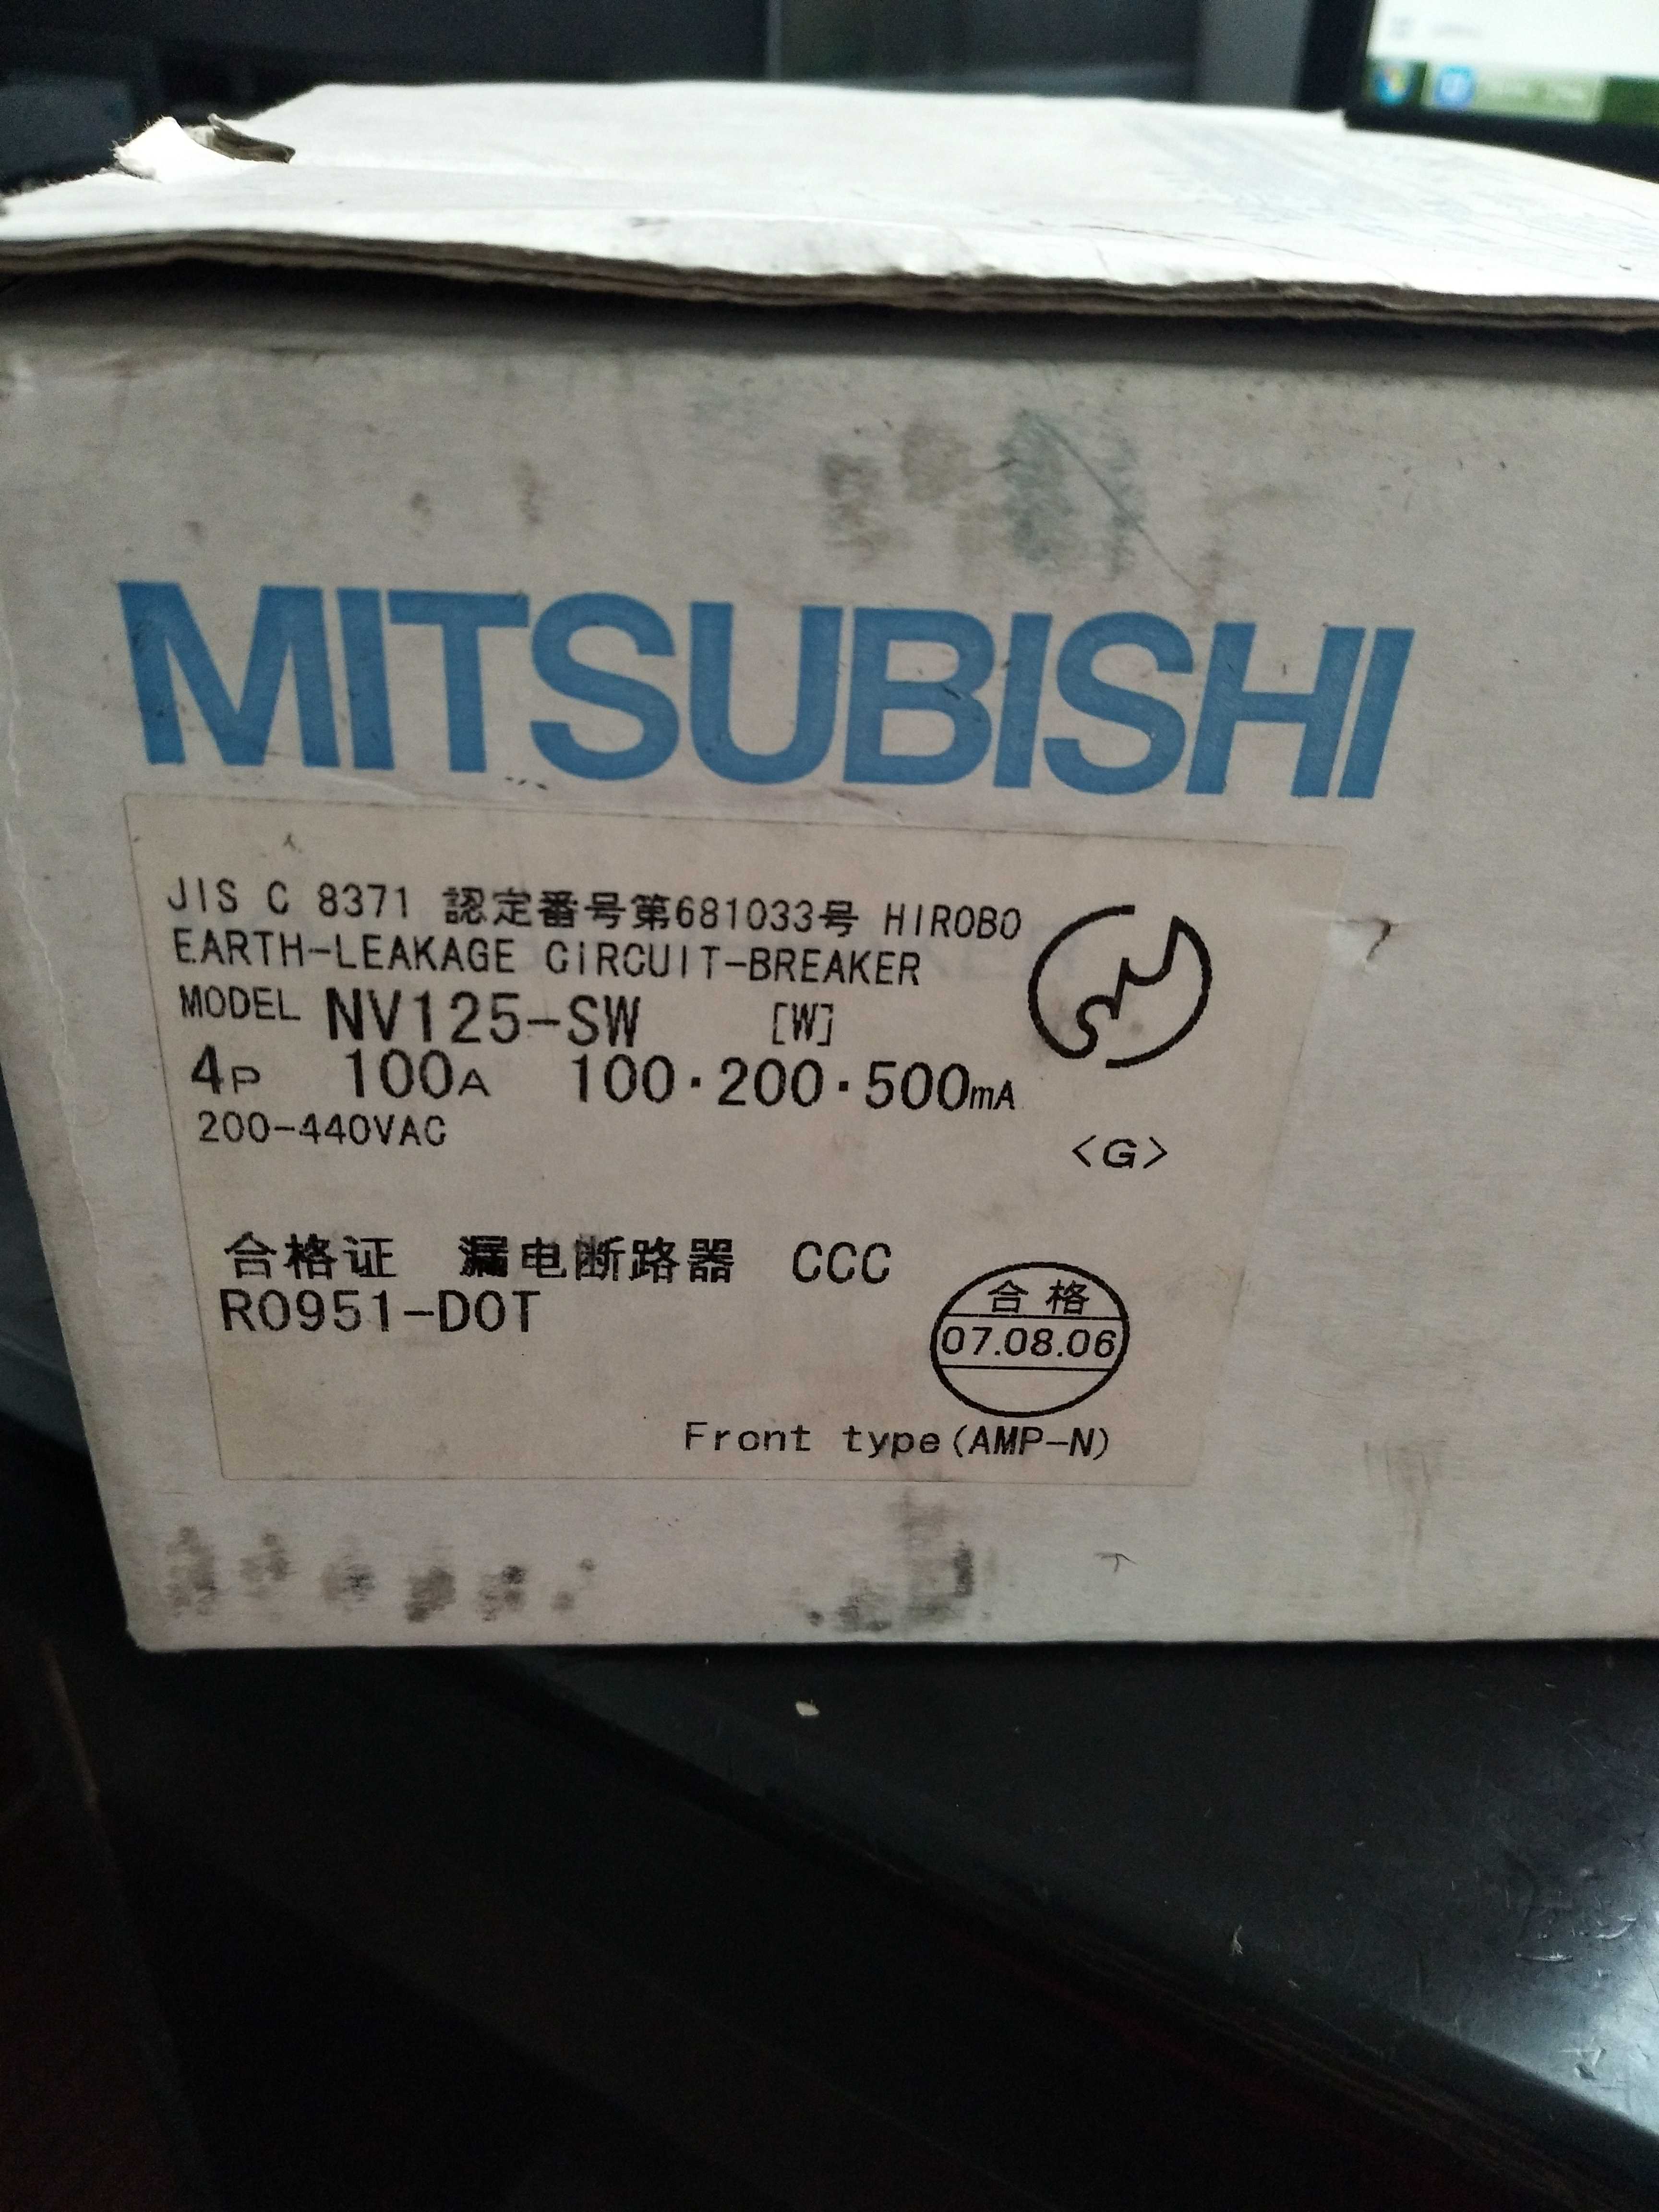 MITSUBISHI
JIS C 8371 認定番号第681033号 HIROBO
EARTH-LEAKAGE CIRCUIT-BREAKER
MODEL NV125-SW [W]
4P 100A 100·200·500mA
200-440VAC
<G>
合格证 漏电断路器 CCC
R0951-D0T
合格
07.08.06
Front type(AMP-N)